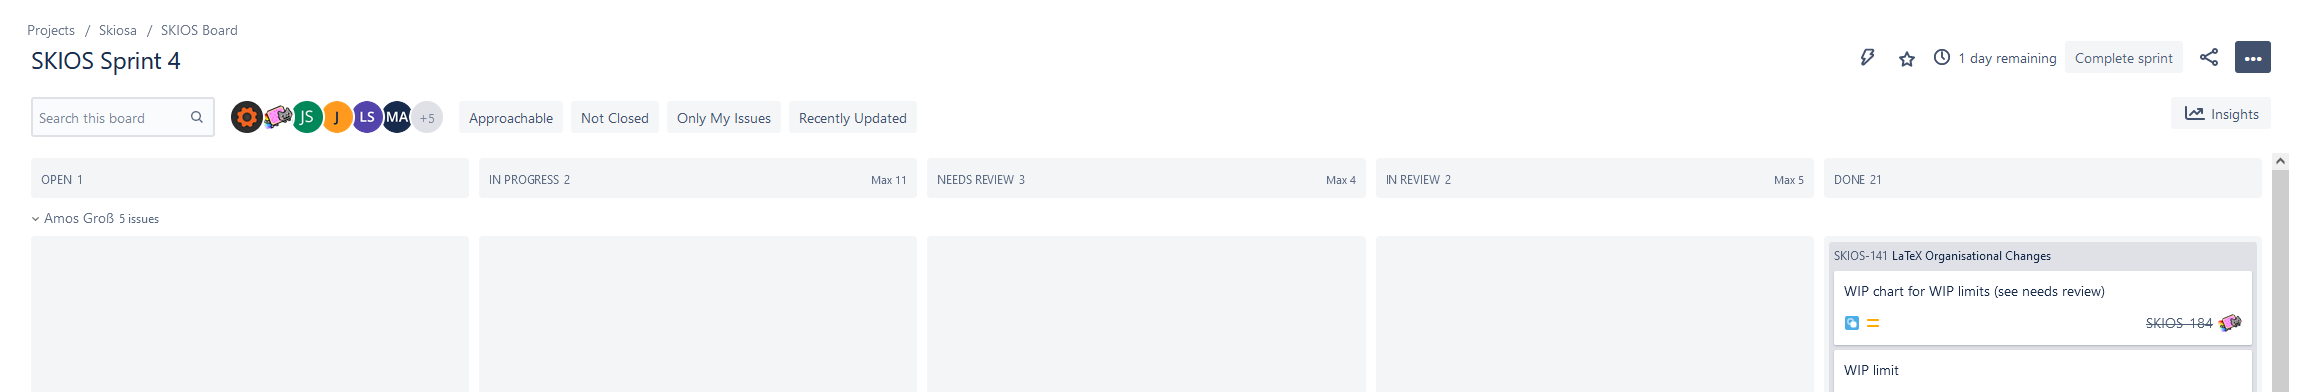 Projects / Skiosa / SKIOS Board
SKIOS Sprint 4
1 day remaining
Complete sprint
Search this board
JS
J
LS
MA
+5
Approachable
Not Closed
Only My Issues
Recently Updated
Insights
OPEN 1
IN PROGRESS 2
Max 11
NEEDS REVIEW 3
Max 4
IN REVIEW 2
Max 5
DONE 21
Amos Groß 5 issues
SKIOS-141 LaTeX Organisational Changes
WIP chart for WIP limits (see needs review)
SKIOS-184
WIP limit